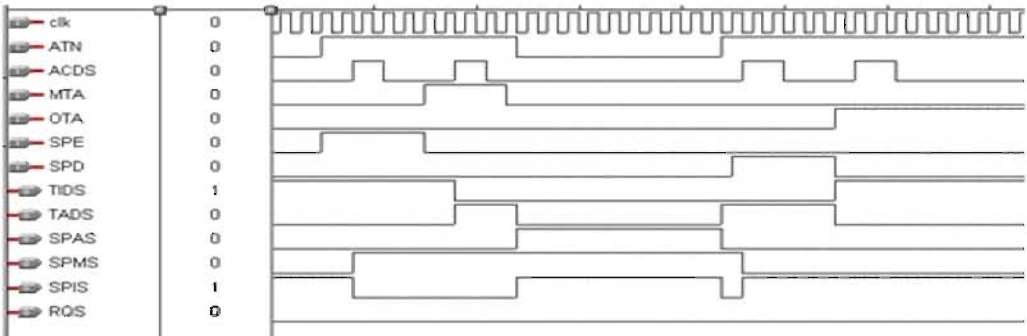 clk 0
ATN 0
ACDS 0
MTA 0
OTA 0
SPE 0
SPD 0
TIDS 1
TADS 0
SPAS 0
SPMS 0
SPIS 1
RQS 0